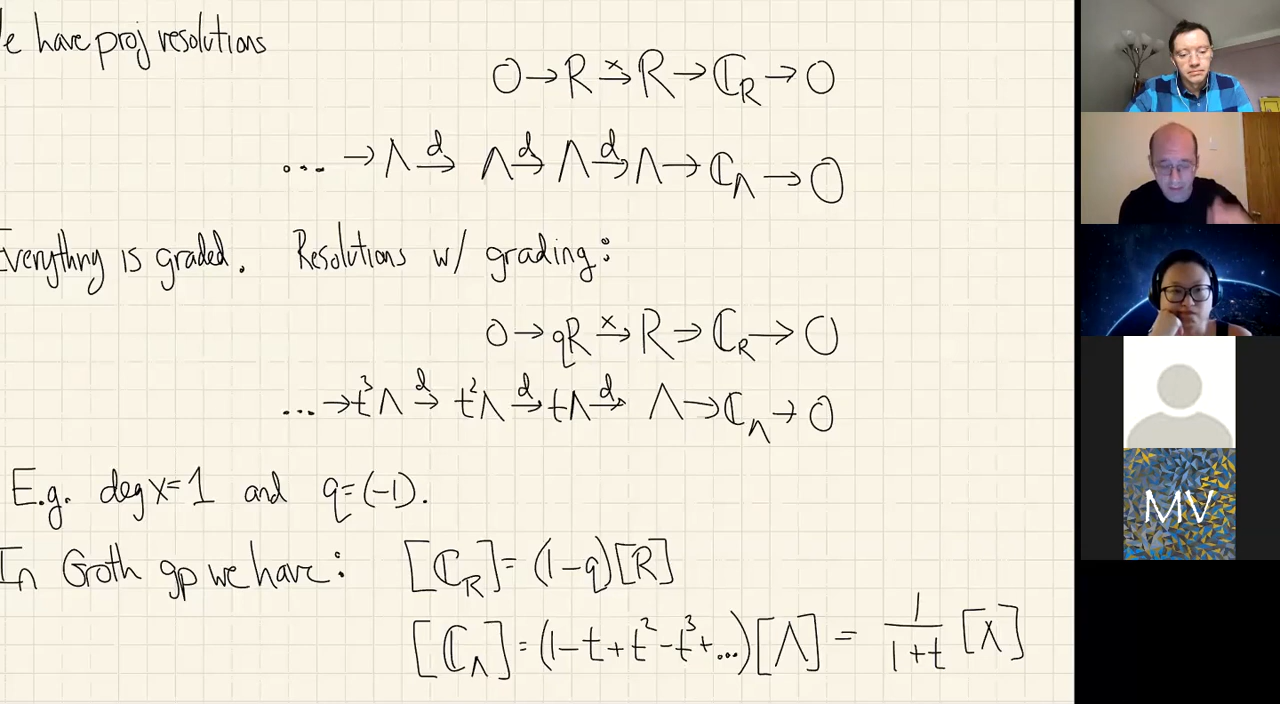 e have proj resolutions
0 → R →^x R → ℂ_R → 0
... → Λ →^d Λ →^d Λ →^d Λ → ℂ_Λ → 0
Everything is graded. Resolutions w/ grading:
0 → qR →^x R → ℂ_R → 0
... → t³Λ →^d t²Λ →^d tΛ →^d Λ → ℂ_Λ → 0
E.g. deg x = 1 and q = (-1).
In Groth gp we have: [ℂ_R] = (1-q)[R]
[ℂ_Λ] = (1-t+t²-t³+...)[Λ] = 1/(1+t) [Λ]
MV